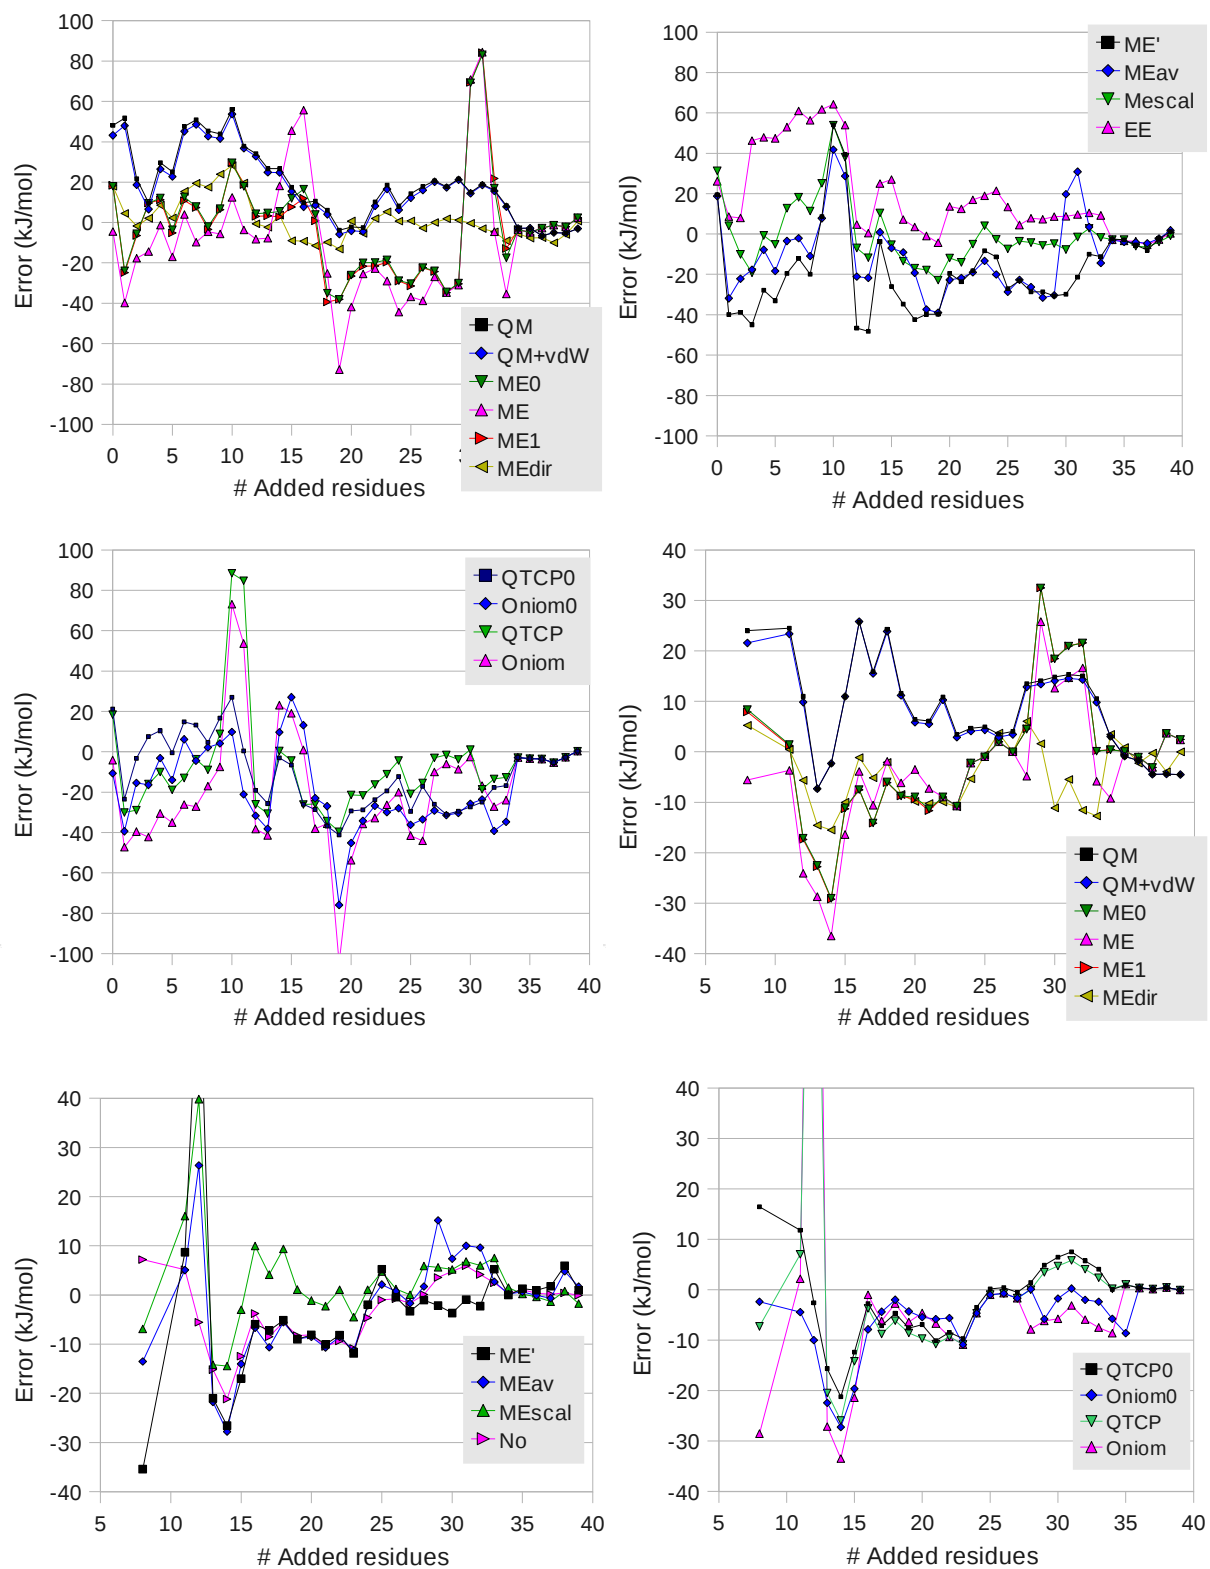 100
80
60
40
20
0
-20
-40
-60
-80
-100
Error (kJ/mol)
0 5 10 15 20 25
# Added residues
QM
QM+vdW
ME0
ME
ME1
MEdir
100
80
60
40
20
0
-20
-40
-60
-80
-100
Error (kJ/mol)
0 5 10 15 20 25 30 35 40
# Added residues
ME'
MEav
Mescal
EE
100
80
60
40
20
0
-20
-40
-60
-80
-100
Error (kJ/mol)
0 5 10 15 20 25 30 35 40
# Added residues
QTCP0
Oniom0
QTCP
Oniom
40
30
20
10
0
-10
-20
-30
-40
Error (kJ/mol)
5 10 15 20 25 30
# Added residues
QM
QM+vdW
ME0
ME
ME1
MEdir
40
30
20
10
0
-10
-20
-30
-40
Error (kJ/mol)
5 10 15 20 25 30 35 40
# Added residues
ME'
MEav
MEscal
No
40
30
20
10
0
-10
-20
-30
-40
Error (kJ/mol)
5 10 15 20 25 30 35 40
# Added residues
QTCP0
Oniom0
QTCP
Oniom